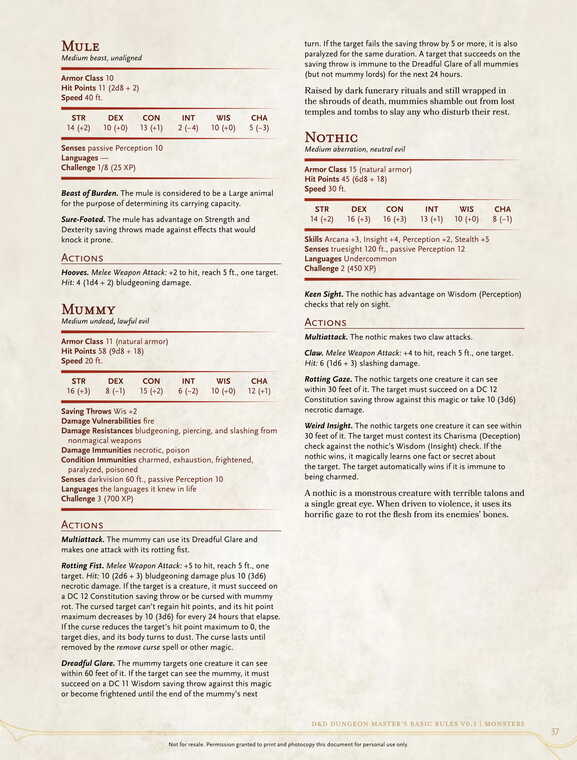 Mule
Medium beast, unaligned
Armor Class 10
Hit Points 11 (2d8 + 2)
Speed 40 ft.
STR DEX CON INT WIS CHA
14 (+2) 10 (+0) 13 (+1) 2 (−4) 10 (+0) 5 (−3)
Senses passive Perception 10
Languages —
Challenge 1/8 (25 XP)
Beast of Burden. The mule is considered to be a Large animal
for the purpose of determining its carrying capacity.
Sure-Footed. The mule has advantage on Strength and
Dexterity saving throws made against effects that would
knock it prone.
Actions
Hooves. Melee Weapon Attack: +2 to hit, reach 5 ft., one target.
Hit: 4 (1d4 + 2) bludgeoning damage.
Mummy
Medium undead, lawful evil
Armor Class 11 (natural armor)
Hit Points 58 (9d8 + 18)
Speed 20 ft.
STR DEX CON INT WIS CHA
16 (+3) 8 (−1) 15 (+2) 6 (−2) 10 (+0) 12 (+1)
Saving Throws Wis +2
Damage Vulnerabilities fire
Damage Resistances bludgeoning, piercing, and slashing from
nonmagical weapons
Damage Immunities necrotic, poison
Condition Immunities charmed, exhaustion, frightened,
paralyzed, poisoned
Senses darkvision 60 ft., passive Perception 10
Languages the languages it knew in life
Challenge 3 (700 XP)
Actions
Multiattack. The mummy can use its Dreadful Glare and
makes one attack with its rotting fist.
Rotting Fist. Melee Weapon Attack: +5 to hit, reach 5 ft., one
target. Hit: 10 (2d6 + 3) bludgeoning damage plus 10 (3d6)
necrotic damage. If the target is a creature, it must succeed on
a DC 12 Constitution saving throw or be cursed with mummy
rot. The cursed target can't regain hit points, and its hit point
maximum decreases by 10 (3d6) for every 24 hours that elapse.
If the curse reduces the target's hit point maximum to 0, the
target dies, and its body turns to dust. The curse lasts until
removed by the remove curse spell or other magic.
Dreadful Glare. The mummy targets one creature it can see
within 60 feet of it. If the target can see the mummy, it must
succeed on a DC 11 Wisdom saving throw against this magic
or become frightened until the end of the mummy's next
turn. If the target fails the saving throw by 5 or more, it is also
paralyzed for the same duration. A target that succeeds on the
saving throw is immune to the Dreadful Glare of all mummies
(but not mummy lords) for the next 24 hours.
Raised by dark funerary rituals and still wrapped in
the shrouds of death, mummies shamble out from lost
temples and tombs to slay any who disturb their rest.
Nothic
Medium aberration, neutral evil
Armor Class 15 (natural armor)
Hit Points 45 (6d8 + 18)
Speed 30 ft.
STR DEX CON INT WIS CHA
14 (+2) 16 (+3) 16 (+3) 13 (+1) 10 (+0) 8 (−1)
Skills Arcana +3, Insight +4, Perception +2, Stealth +5
Senses truesight 120 ft., passive Perception 12
Languages Undercommon
Challenge 2 (450 XP)
Keen Sight. The nothic has advantage on Wisdom (Perception)
checks that rely on sight.
Actions
Multiattack. The nothic makes two claw attacks.
Claw. Melee Weapon Attack: +4 to hit, reach 5 ft., one target.
Hit: 6 (1d6 + 3) slashing damage.
Rotting Gaze. The nothic targets one creature it can see
within 30 feet of it. The target must succeed on a DC 12
Constitution saving throw against this magic or take 10 (3d6)
necrotic damage.
Weird Insight. The nothic targets one creature it can see within
30 feet of it. The target must contest its Charisma (Deception)
check against the nothic's Wisdom (Insight) check. If the
nothic wins, it magically learns one fact or secret about
the target. The target automatically wins if it is immune to
being charmed.
A nothic is a monstrous creature with terrible talons and
a single great eye. When driven to violence, it uses its
horrific gaze to rot the flesh from its enemies' bones.
D&D Dungeon Master's Basic Rules v0.3 | Monsters
37
Not for resale. Permission granted to print and photocopy this document for personal use only.